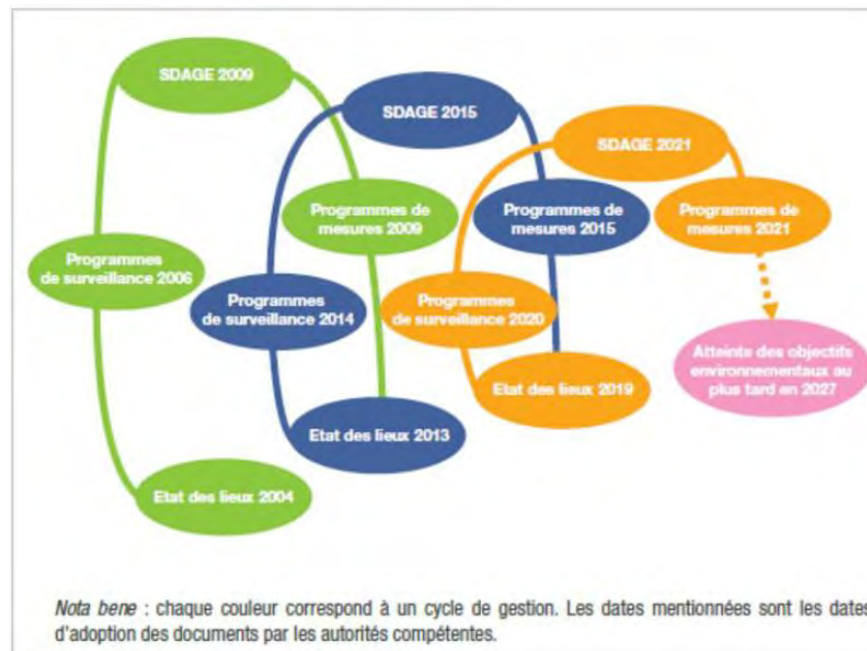 SDAGE 2009
SDAGE 2015
SDAGE 2021
Programmes de
mesures 2009
Programmes de
mesures 2015
Programmes de
mesures 2021
Programmes
de surveillance 2006
Programmes
de surveillance 2014
Programmes
de surveillance 2020
Atteinte des objectifs
environnementaux au
plus tard en 2027
Etat des lieux 2019
Etat des lieux 2013
Etat des lieux 2004
Nota bene : chaque couleur correspond à un cycle de gestion. Les dates mentionnées sont les dates
d'adoption des documents par les autorités compétentes.